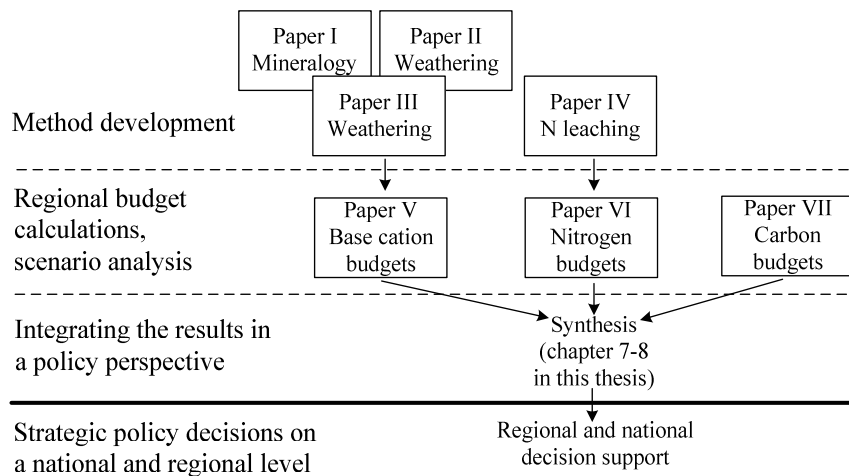 Paper I
Mineralogy
Paper II
Weathering
Method development
Paper III
Weathering
Paper IV
N leaching
Regional budget
calculations,
scenario analysis
Paper V
Base cation
budgets
Paper VI
Nitrogen
budgets
Paper VII
Carbon
budgets
Integrating the results in
a policy perspective
Synthesis
(chapter 7-8
in this thesis)
Strategic policy decisions on
a national and regional level
Regional and national
decision support